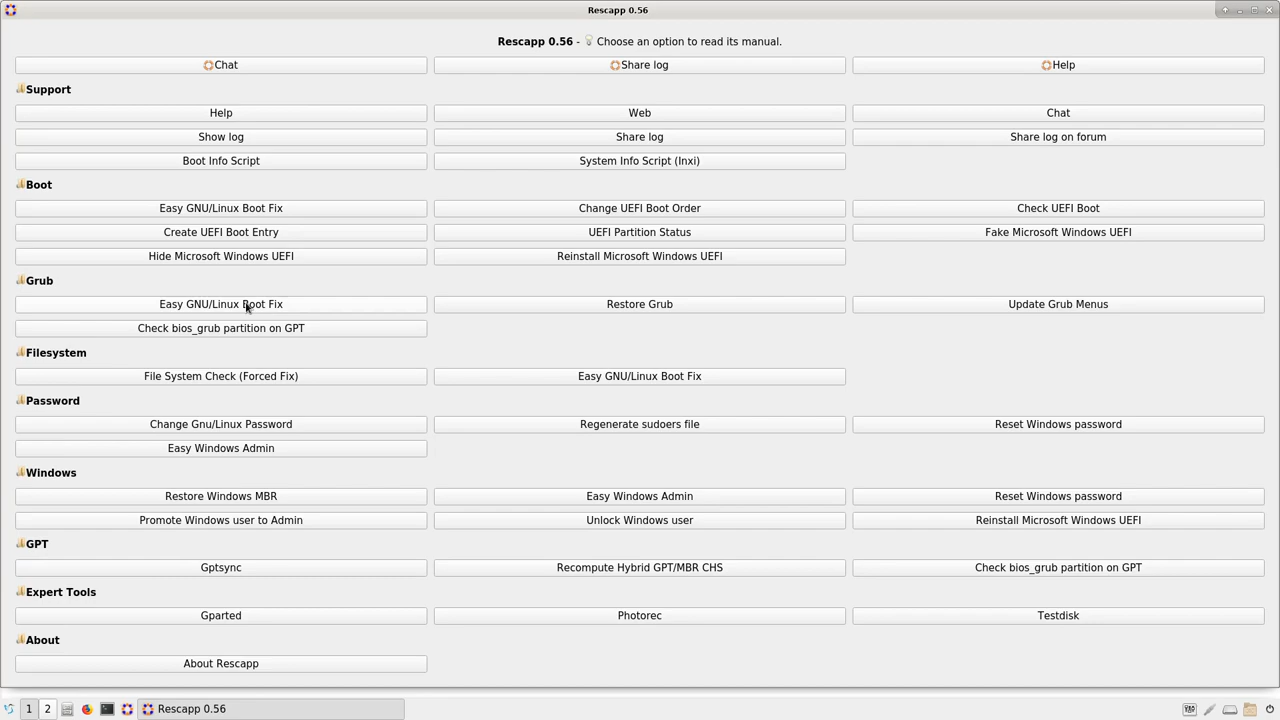 Rescapp 0.56
Rescapp 0.56 - Choose an option to read its manual.
Chat Share log Help
Support
Help Web Chat
Show log Share log Share log on forum
Boot Info Script System Info Script (Inxi)
Boot
Easy GNU/Linux Boot Fix Change UEFI Boot Order Check UEFI Boot
Create UEFI Boot Entry UEFI Partition Status Fake Microsoft Windows UEFI
Hide Microsoft Windows UEFI Reinstall Microsoft Windows UEFI
Grub
Easy GNU/Linux Boot Fix Restore Grub Update Grub Menus
Check bios_grub partition on GPT
Filesystem
File System Check (Forced Fix) Easy GNU/Linux Boot Fix
Password
Change Gnu/Linux Password Regenerate sudoers file Reset Windows password
Easy Windows Admin
Windows
Restore Windows MBR Easy Windows Admin Reset Windows password
Promote Windows user to Admin Unlock Windows user Reinstall Microsoft Windows UEFI
GPT
Gptsync Recompute Hybrid GPT/MBR CHS Check bios_grub partition on GPT
Expert Tools
Gparted Photorec Testdisk
About
About Rescapp
1 2 Rescapp 0.56